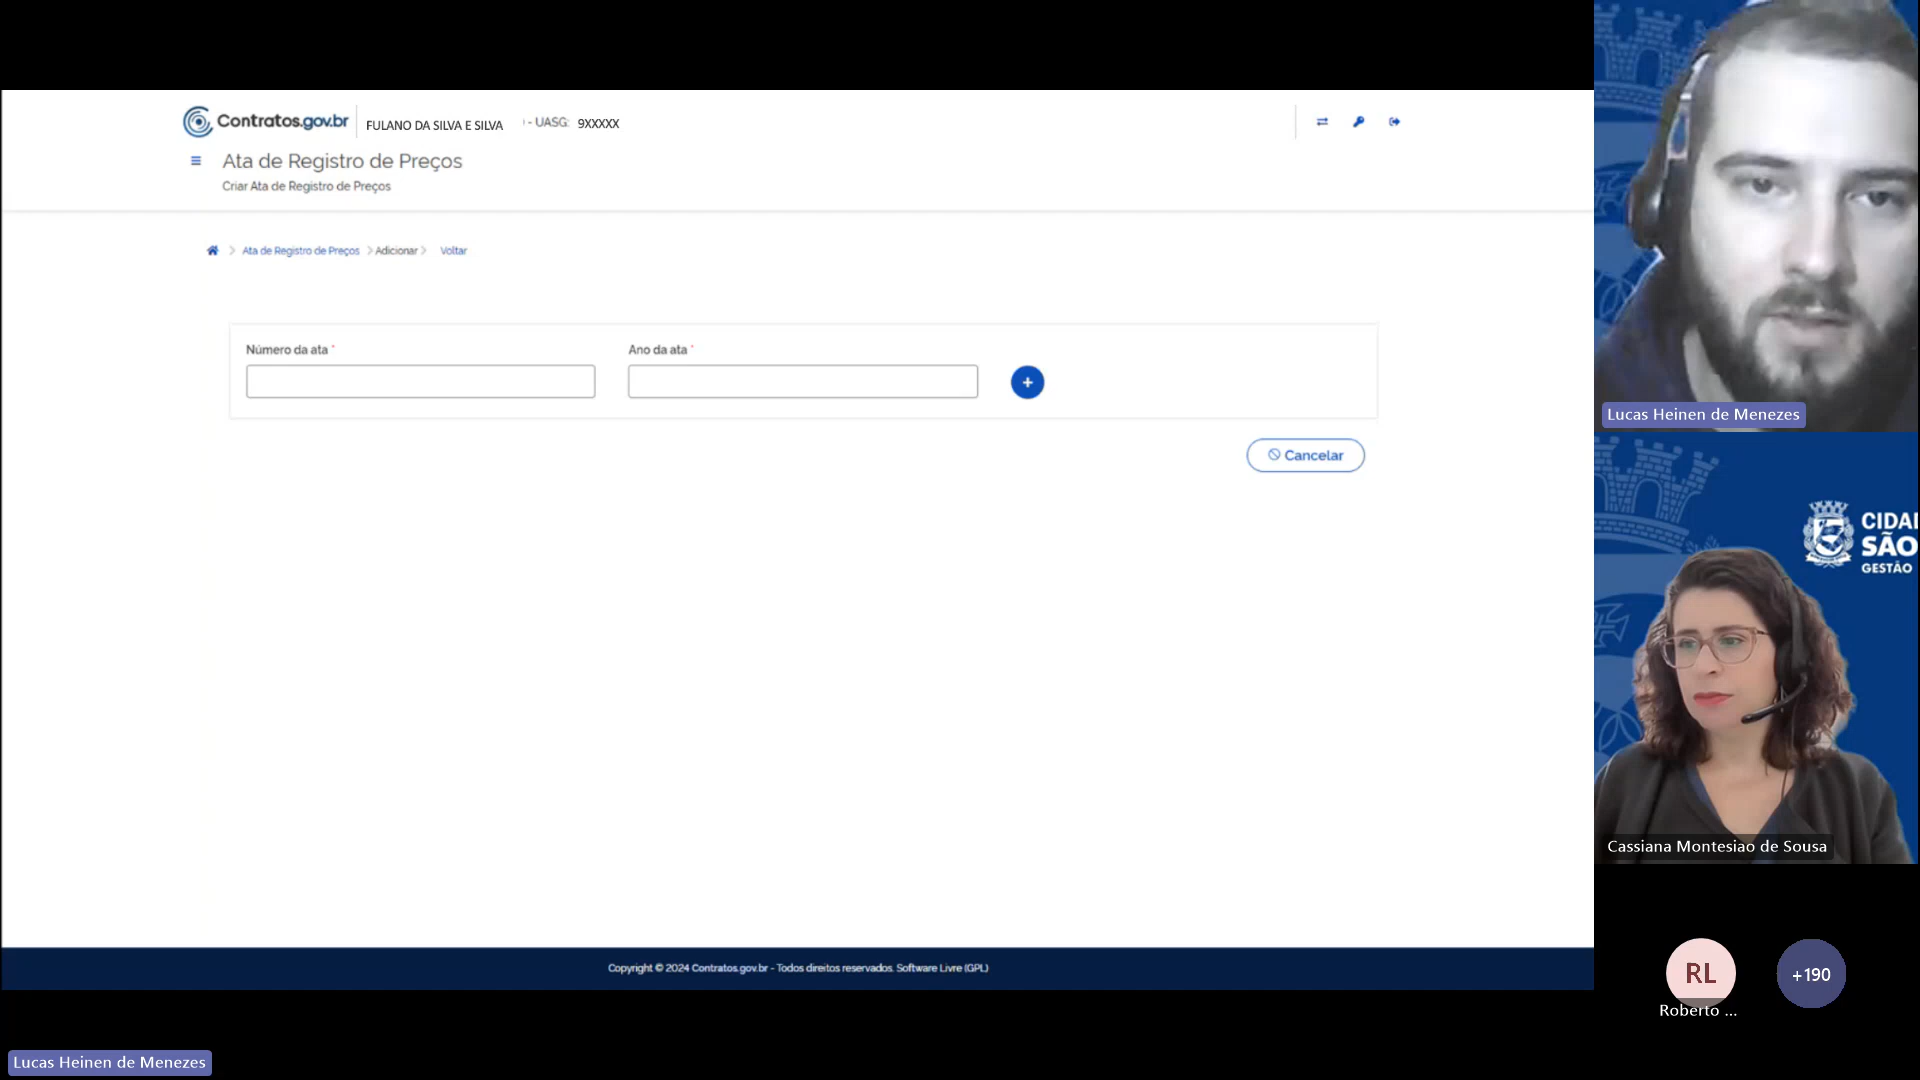 Contratos.gov.br
FULANO DA SILVA E SILVA - UASG: 9XXXXX
Ata de Registro de Preços
Criar Ata de Registro de Preços
Ata de Registro de Preços > Adicionar > Voltar
Número da ata * Ano da ata *
+
Cancelar
Copyright © 2024 Contratos.gov.br - Todos direitos reservados. Software Livre (GPL)
Lucas Heinen de Menezes
Lucas Heinen de Menezes
CIDA
SÃO
GESTÃO
Cassiana Montesiao de Sousa
RL
Roberto ...
+190